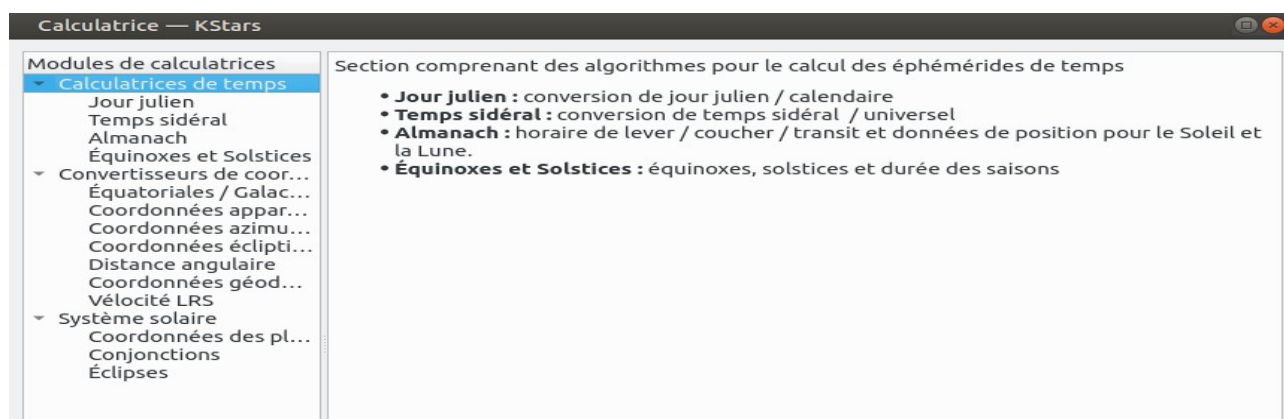 Calculatrice — KStars
Modules de calculatrices
Calculatrices de temps
Jour julien
Temps sidéral
Almanach
Équinoxes et Solstices
Convertisseurs de coor...
Équatoriales / Galac...
Coordonnées appar...
Coordonnées azimu...
Coordonnées éclipti...
Distance angulaire
Coordonnées géod...
Vélocité LRS
Système solaire
Coordonnées des pl...
Conjonctions
Éclipses
Section comprenant des algorithmes pour le calcul des éphémérides de temps
• Jour julien : conversion de jour julien / calendaire
• Temps sidéral : conversion de temps sidéral / universel
• Almanach : horaire de lever / coucher / transit et données de position pour le Soleil et
la Lune.
• Équinoxes et Solstices : équinoxes, solstices et durée des saisons